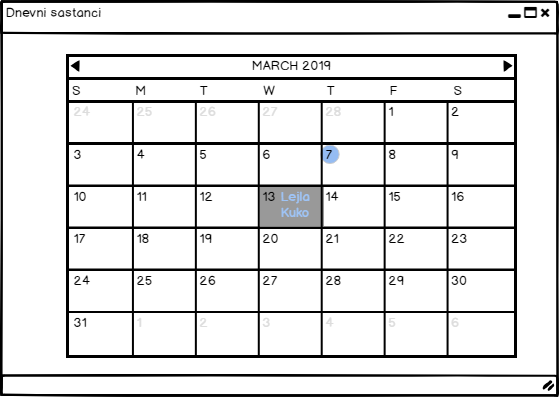 Dnevni sastanci
MARCH 2019
S M T W T F S
24 25 26 27 28 1 2
3 4 5 6 7 8 9
10 11 12 13 Lejla Kuko 14 15 16
17 18 19 20 21 22 23
24 25 26 27 28 29 30
31 1 2 3 4 5 6